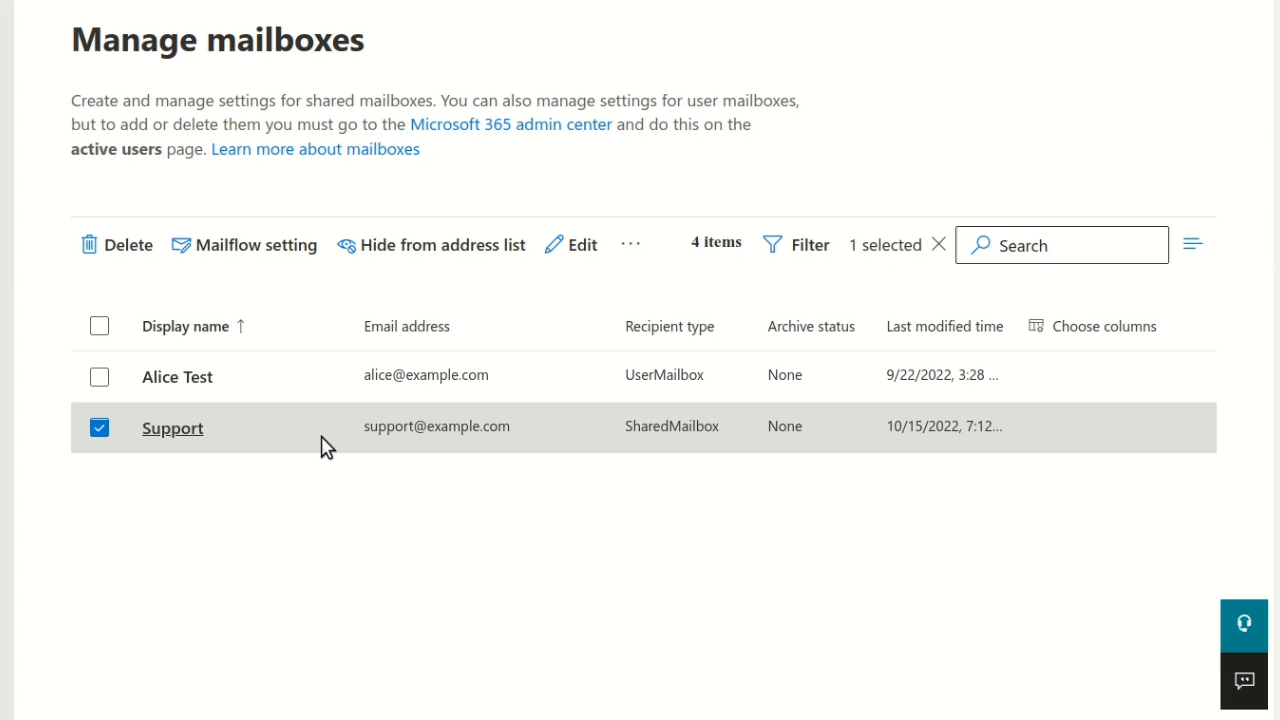 Manage mailboxes
Create and manage settings for shared mailboxes. You can also manage settings for user mailboxes,
but to add or delete them you must go to the Microsoft 365 admin center and do this on the
active users page. Learn more about mailboxes
Delete Mailflow setting Hide from address list Edit ··· 4 items Filter 1 selected Search
Display name ↑ Email address Recipient type Archive status Last modified time Choose columns
Alice Test alice@example.com UserMailbox None 9/22/2022, 3:28 ...
Support support@example.com SharedMailbox None 10/15/2022, 7:12...